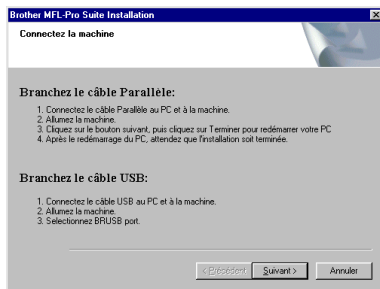 Brother MFL-Pro Suite Installation
Connectez la machine
Branchez le câble Parallèle:
1. Connectez le câble Parallèle au PC et à la machine.
2. Allumez la machine.
3. Cliquez sur le bouton suivant, puis cliquez sur Terminer pour redémarrer votre PC
4. Après le redémarrage du PC, attendez que l'installation soit terminée.
Branchez le câble USB:
1. Connectez le câble USB au PC et à la machine.
2. Allumez la machine.
3. Selectionnez BRUSB port.
< Précédent Suivant > Annuler